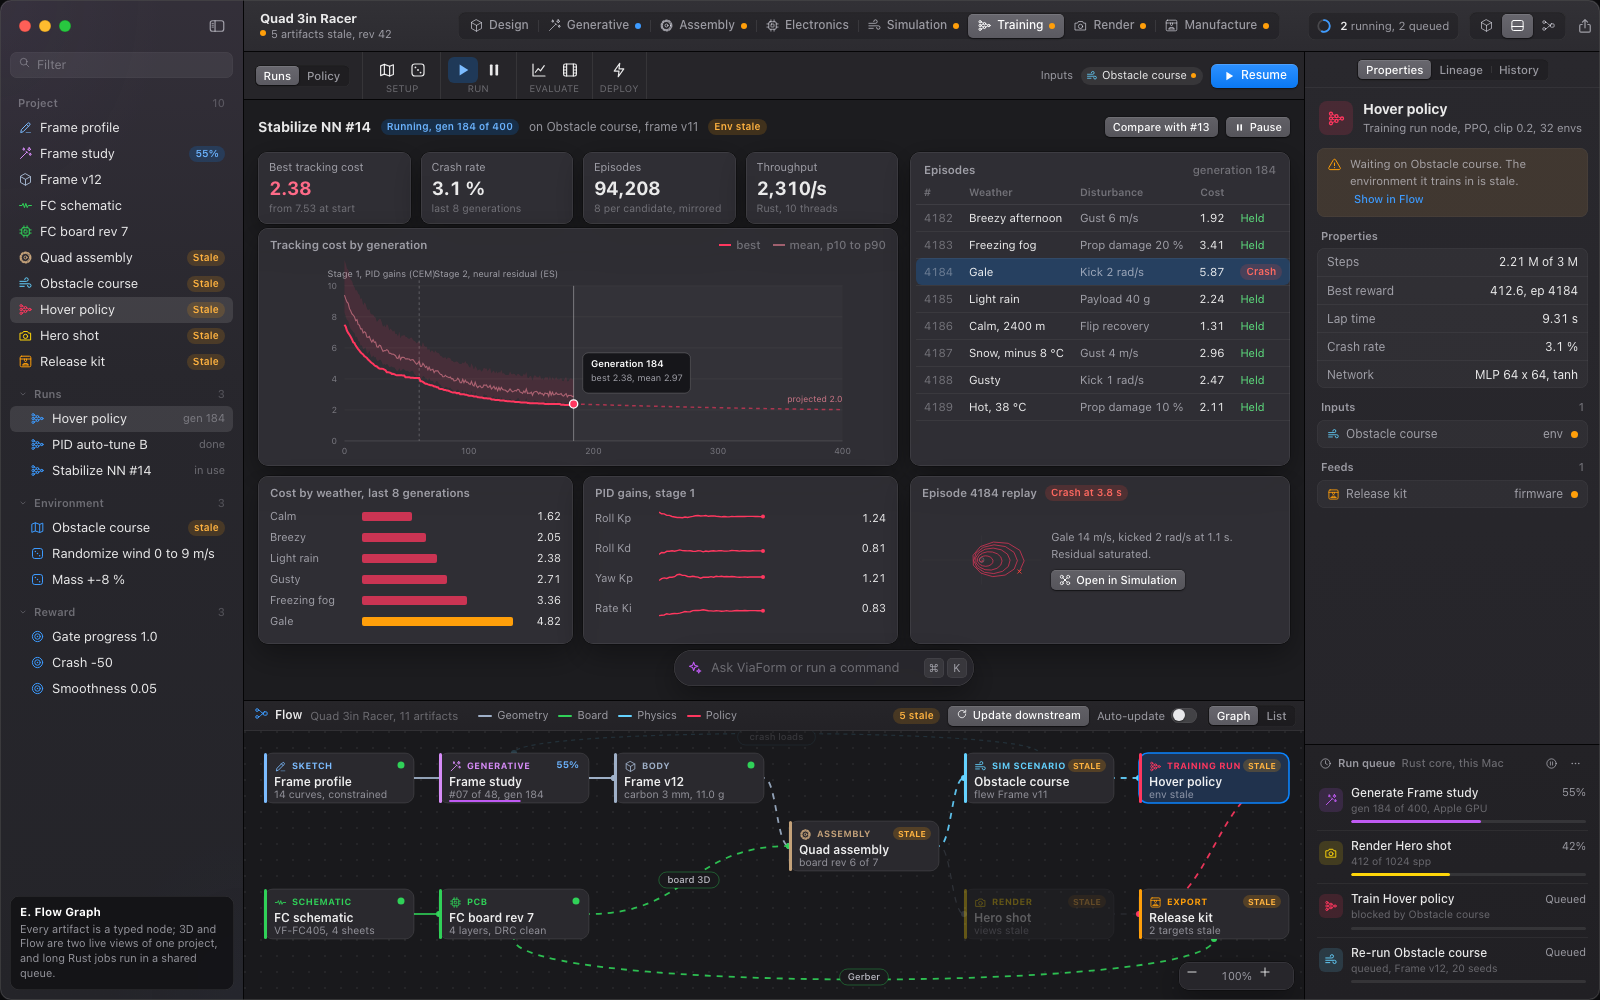 Filter
Project 10
Frame profile
Frame study 55%
Frame v12
FC schematic
FC board rev 7
Quad assembly Stale
Obstacle course Stale
Hover policy Stale
Hero shot Stale
Release kit Stale
Runs 3
Hover policy gen 184
PID auto-tune B done
Stabilize NN #14 in use
Environment 3
Obstacle course stale
Randomize wind 0 to 9 m/s
Mass +-8 %
Reward 3
Gate progress 1.0
Crash -50
Smoothness 0.05
E. Flow Graph
Every artifact is a typed node; 3D and
Flow are two live views of one project,
and long Rust jobs run in a shared
queue.
Quad 3in Racer
5 artifacts stale, rev 42
Design Generative Assembly Electronics Simulation Training Render Manufacture
2 running, 2 queued
Runs Policy
SETUP RUN EVALUATE DEPLOY
Inputs Obstacle course Resume
Stabilize NN #14 Running, gen 184 of 400 on Obstacle course, frame v11 Env stale
Compare with #13 Pause
Best tracking cost
2.38
from 7.53 at start
Crash rate
3.1 %
last 8 generations
Episodes
94,208
8 per candidate, mirrored
Throughput
2,310/s
Rust, 10 threads
Tracking cost by generation best mean, p10 to p90
Stage 1, PID gains (CEM) Stage 2, neural residual (ES)
10
8
6
4
2
0
0 100 200 300 400
Generation 184
best 2.38, mean 2.97
projected 2.0
Episodes generation 184
# Weather Disturbance Cost
4182 Breezy afternoon Gust 6 m/s 1.92 Held
4183 Freezing fog Prop damage 20 % 3.41 Held
4184 Gale Kick 2 rad/s 5.87 Crash
4185 Light rain Payload 40 g 2.24 Held
4186 Calm, 2400 m Flip recovery 1.31 Held
4187 Snow, minus 8 °C Gust 4 m/s 2.96 Held
4188 Gusty Kick 1 rad/s 2.47 Held
4189 Hot, 38 °C Prop damage 10 % 2.11 Held
Cost by weather, last 8 generations
Calm 1.62
Breezy 2.05
Light rain 2.38
Gusty 2.71
Freezing fog 3.36
Gale 4.82
PID gains, stage 1
Roll Kp 1.24
Roll Kd 0.81
Yaw Kp 1.21
Rate Ki 0.83
Episode 4184 replay Crash at 3.8 s
Gale 14 m/s, kicked 2 rad/s at 1.1 s.
Residual saturated.
Open in Simulation
Ask ViaForm or run a command ⌘ K
Flow Quad 3in Racer, 11 artifacts Geometry Board Physics Policy
5 stale Update downstream Auto-update Graph List
crash loads
SKETCH
Frame profile
14 curves, constrained
GENERATIVE 55%
Frame study
#07 of 48, gen 184
BODY
Frame v12
carbon 3 mm, 11.0 g
SIM SCENARIO STALE
Obstacle course
flew Frame v11
TRAINING RUN STALE
Hover policy
env stale
ASSEMBLY STALE
Quad assembly
board rev 6 of 7
board 3D
SCHEMATIC
FC schematic
VF-FC405, 4 sheets
PCB
FC board rev 7
4 layers, DRC clean
RENDER STALE
Hero shot
views stale
EXPORT STALE
Release kit
2 targets stale
Gerber
− 100% +
Properties Lineage History
Hover policy
Training run node, PPO, clip 0.2, 32 envs
Waiting on Obstacle course. The
environment it trains in is stale.
Show in Flow
Properties
Steps 2.21 M of 3 M
Best reward 412.6, ep 4184
Lap time 9.31 s
Crash rate 3.1 %
Network MLP 64 x 64, tanh
Inputs 1
Obstacle course env
Feeds 1
Release kit firmware
Run queue Rust core, this Mac
Generate Frame study 55%
gen 184 of 400, Apple GPU
Render Hero shot 42%
412 of 1024 spp
Train Hover policy Queued
blocked by Obstacle course
Re-run Obstacle course Queued
queued, Frame v12, 20 seeds